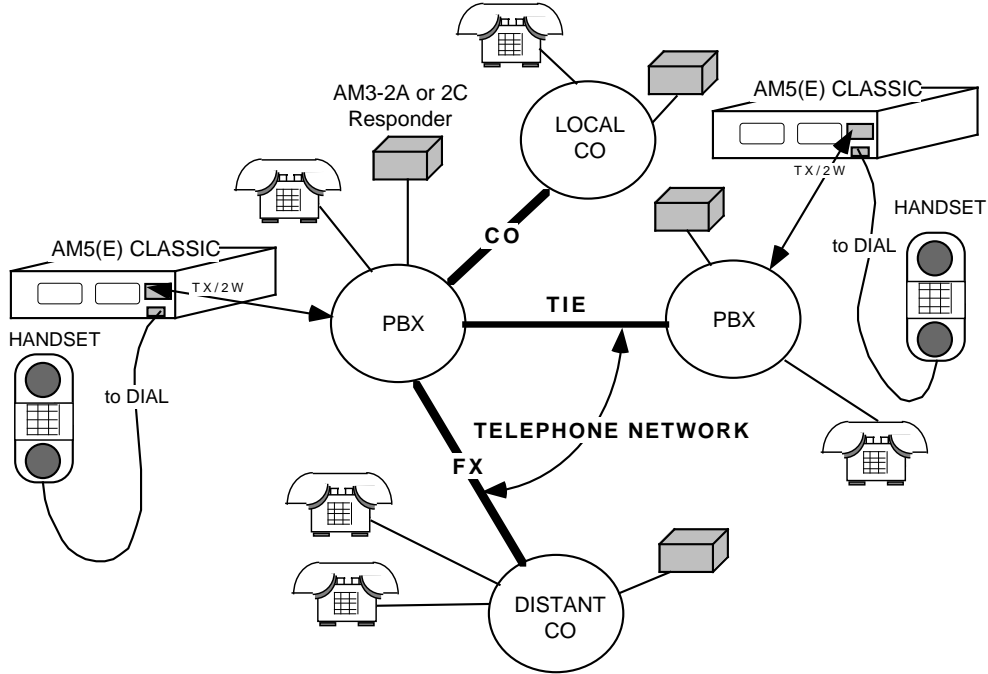 AM3-2A or 2C
Responder
LOCAL
CO
AM5(E) CLASSIC
TX/2W
HANDSET
to DIAL
CO
AM5(E) CLASSIC
TX/2W
HANDSET
to DIAL
PBX
TIE
PBX
TELEPHONE NETWORK
FX
DISTANT
CO